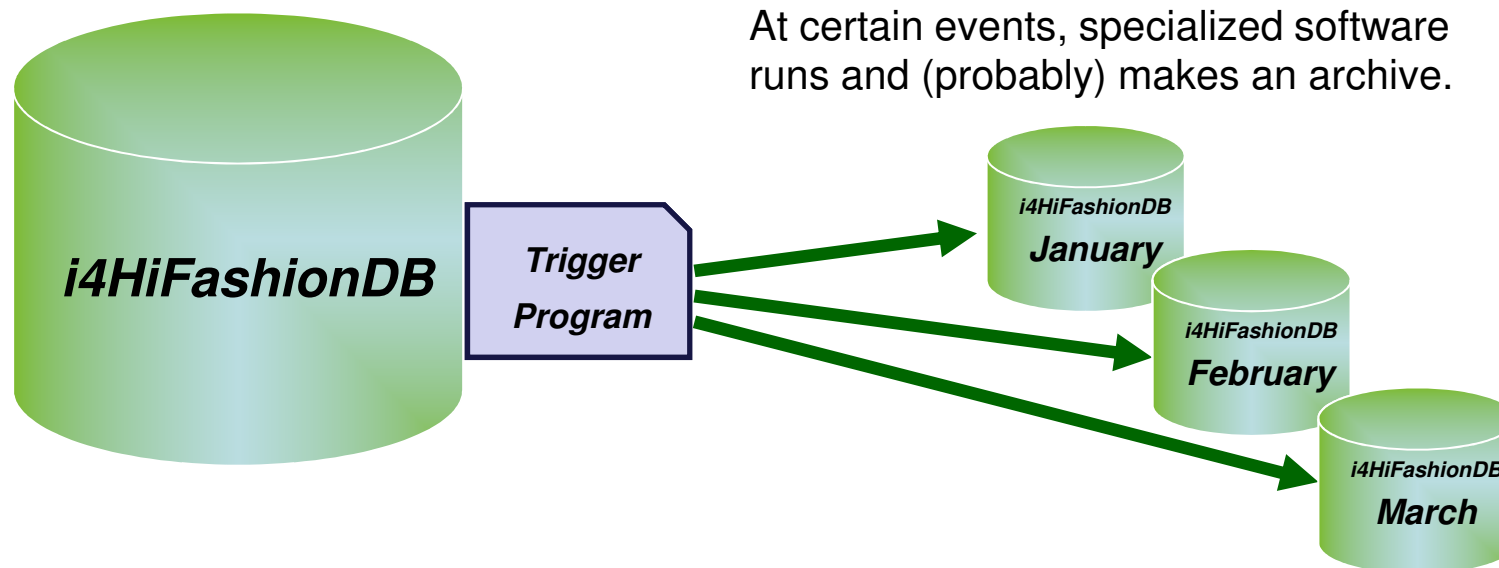 At certain events, specialized software
runs and (probably) makes an archive.
i4HiFashionDB
Trigger
Program
i4HiFashionDB
January
i4HiFashionDB
February
i4HiFashionDB
March